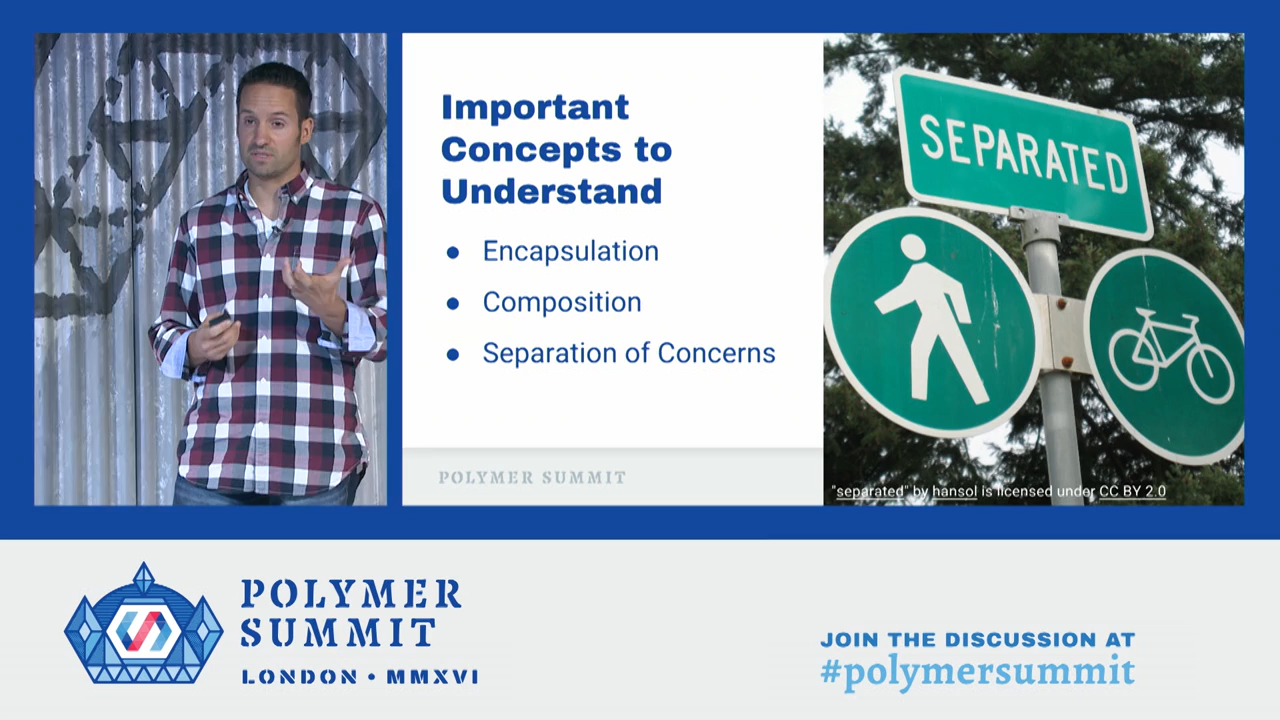 Important
Concepts to
Understand
● Encapsulation
● Composition
● Separation of Concerns
POLYMER SUMMIT
SEPARATED
"separated" by hansol is licensed under CC BY 2.0
POLYMER
SUMMIT
LONDON • MMXVI
JOIN THE DISCUSSION AT
#polymersummit